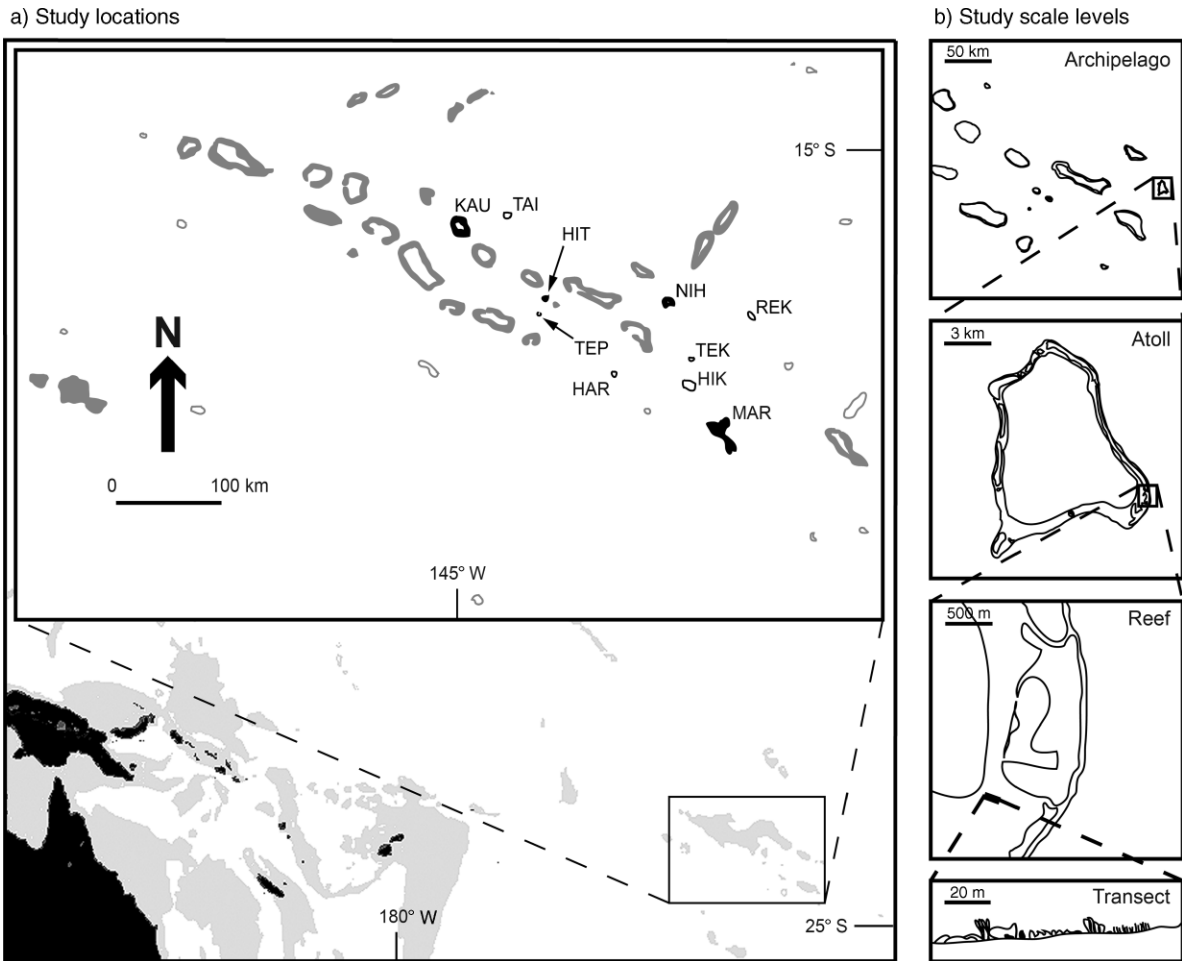 a) Study locations
15° S
KAU
TAI
HIT
NIH
REK
TEP
TEK
HAR
HIK
MAR
N
0
100 km
145° W
180° W
25° S
b) Study scale levels
50 km
Archipelago
3 km
Atoll
500 m
Reef
20 m
Transect